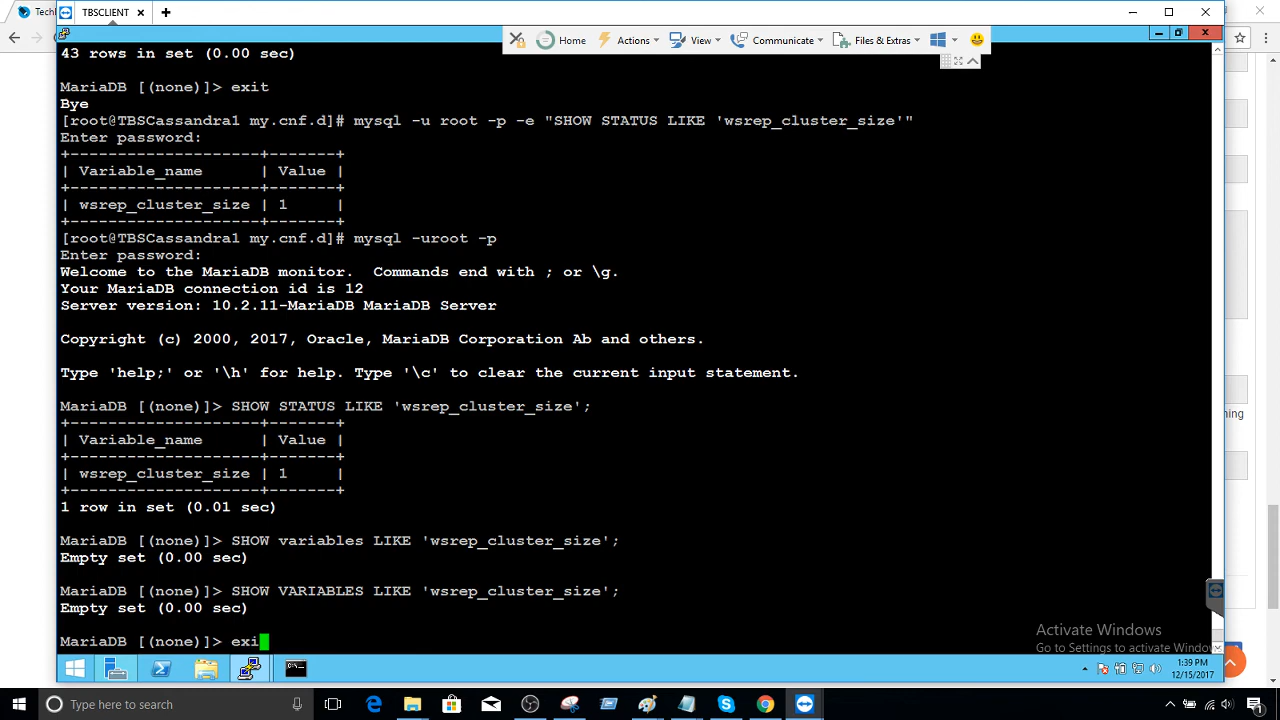 Techl
TBSCLIENT
Home Actions View Communicate Files & Extras
43 rows in set (0.00 sec)
MariaDB [(none)]> exit
Bye
[root@TBSCassandra1 my.cnf.d]# mysql -u root -p -e "SHOW STATUS LIKE 'wsrep_cluster_size'"
Enter password:
+--------------------+-------+
| Variable_name      | Value |
+--------------------+-------+
| wsrep_cluster_size | 1     |
+--------------------+-------+
[root@TBSCassandra1 my.cnf.d]# mysql -uroot -p
Enter password:
Welcome to the MariaDB monitor.  Commands end with ; or \g.
Your MariaDB connection id is 12
Server version: 10.2.11-MariaDB MariaDB Server
Copyright (c) 2000, 2017, Oracle, MariaDB Corporation Ab and others.
Type 'help;' or '\h' for help. Type '\c' to clear the current input statement.
MariaDB [(none)]> SHOW STATUS LIKE 'wsrep_cluster_size';
+--------------------+-------+
| Variable_name      | Value |
+--------------------+-------+
| wsrep_cluster_size | 1     |
+--------------------+-------+
1 row in set (0.01 sec)
MariaDB [(none)]> SHOW variables LIKE 'wsrep_cluster_size';
Empty set (0.00 sec)
MariaDB [(none)]> SHOW VARIABLES LIKE 'wsrep_cluster_size';
Empty set (0.00 sec)
MariaDB [(none)]> exi
ning
Activate Windows
Go to Settings to activate Window
1:39 PM
12/15/2017
Type here to search